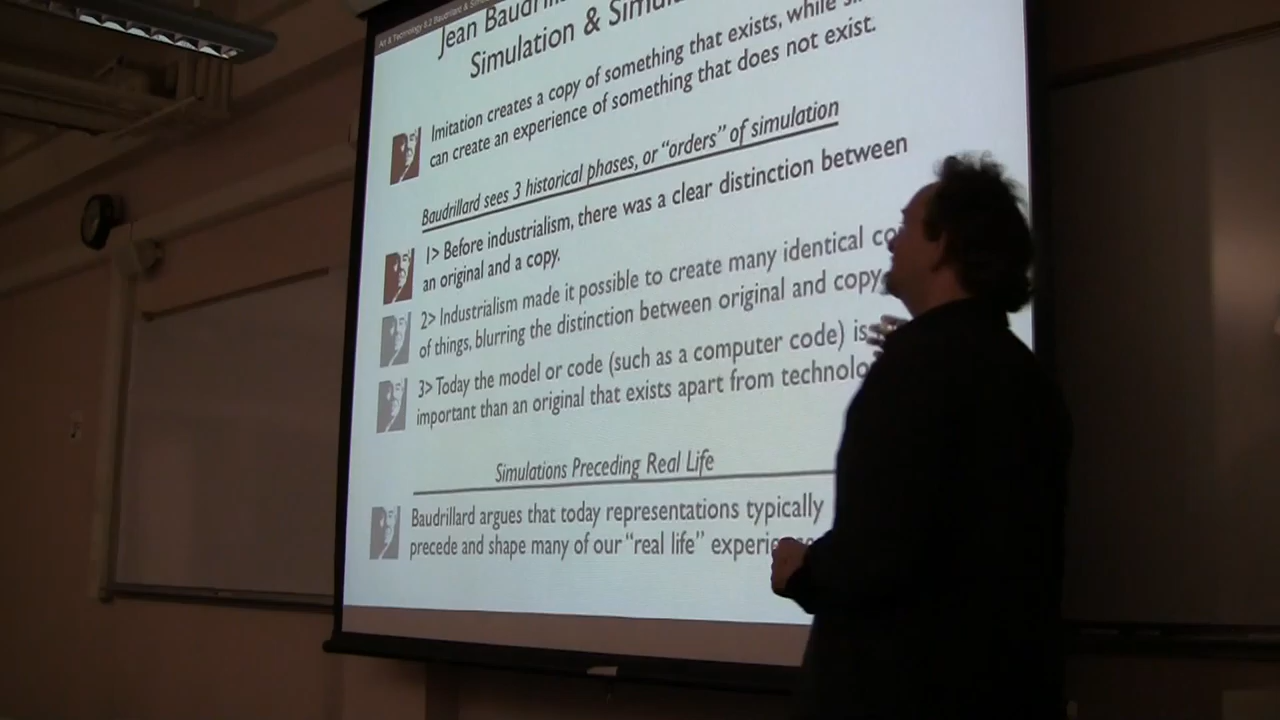 Art & Technology 8.2 Baudrillard &
Jean
Simulation &
Imitation creates a copy of something that exists, while
can create an experience of something that does not exist.
Baudrillard sees 3 historical phases, or “orders” of simulation
1> Before industrialism, there was a clear distinction between
an original and a copy.
2> Industrialism made it possible to create many identical
of things, blurring the distinction between original and copy
3> Today the model or code (such as a computer code) is
important than an original that exists apart from
Simulations Preceding Real Life
Baudrillard argues that today representations typically
precede and shape many of our “real life”